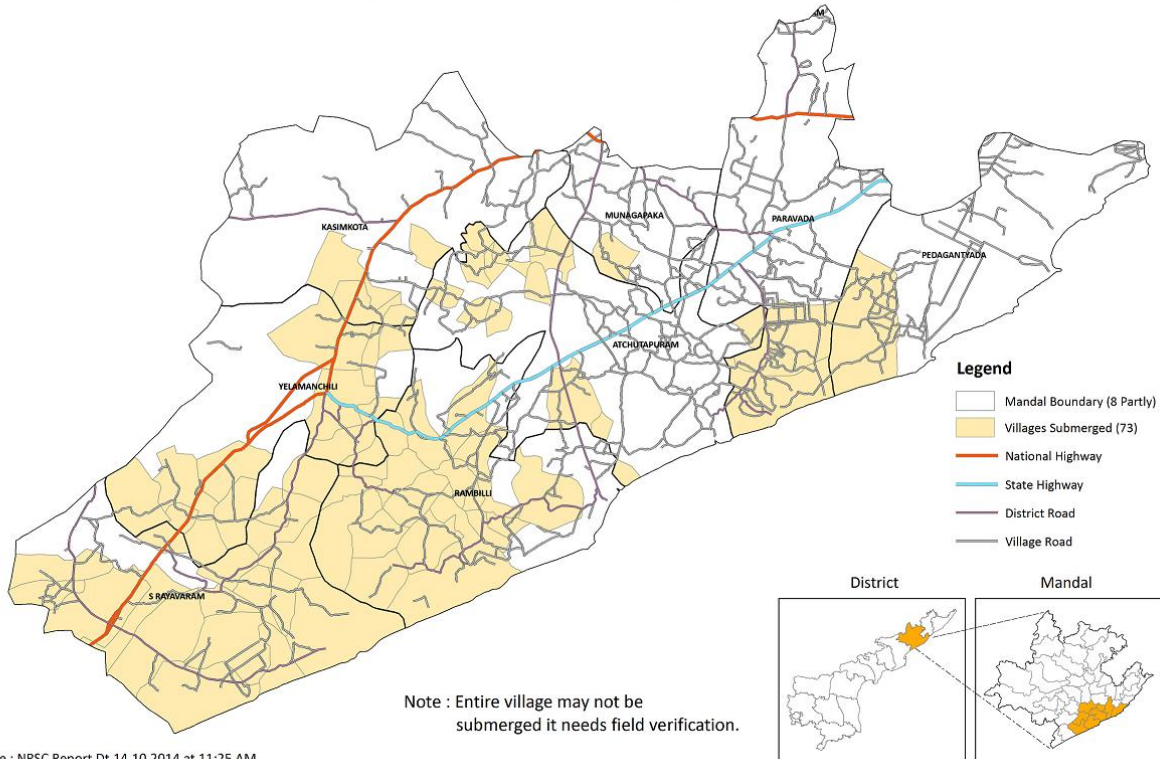 KASIMKOTA
MUNAGAPAKA
PARAVADA
PEDAGANTYADA
ATCHUTAPURAM
YELAMANCHILI
RAMBILLI
S RAYAVARAM
Legend
Mandal Boundary (8 Partly)
Villages Submerged (73)
National Highway
State Highway
District Road
Village Road
District
Mandal
Note : Entire village may not be
submerged it needs field verification.
: NRSC Report Dt 14.10.2014 at 11:25 AM